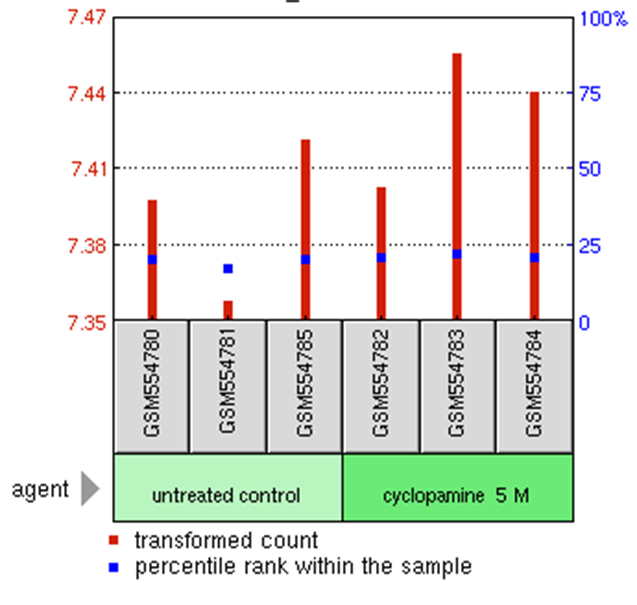 7.47
100%
7.44
75
7.41
50
7.38
25
7.35
0
GSM554780
GSM554781
GSM554785
GSM554782
GSM554783
GSM554784
agent
untreated control
cyclopamine 5 M
transformed count
percentile rank within the sample